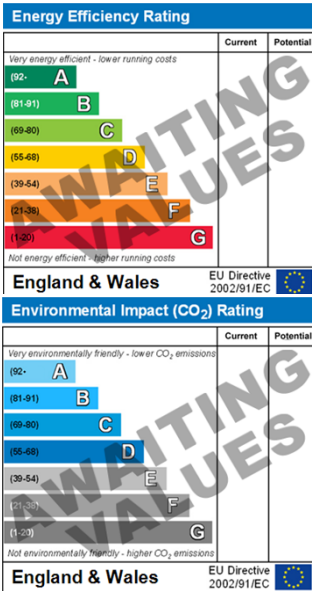 Energy Efficiency Rating
Current Potential
Very energy efficient - lower running costs
(92- A
(81-91) B
(69-80) C
(55-68) D
(39-54) E
(21-38) F
(1-20) G
Not energy efficient - higher running costs
AWAITING
VALUES
England & Wales
EU Directive
2002/91/EC
Environmental Impact (CO2) Rating
Current Potential
Very environmentally friendly - lower CO2 emissions
(92- A
(81-91) B
(69-80) C
(55-68) D
(39-54) E
(21-38) F
(1-20) G
Not environmentally friendly - higher CO2 emissions
AWAITING
VALUES
England & Wales
EU Directive
2002/91/EC